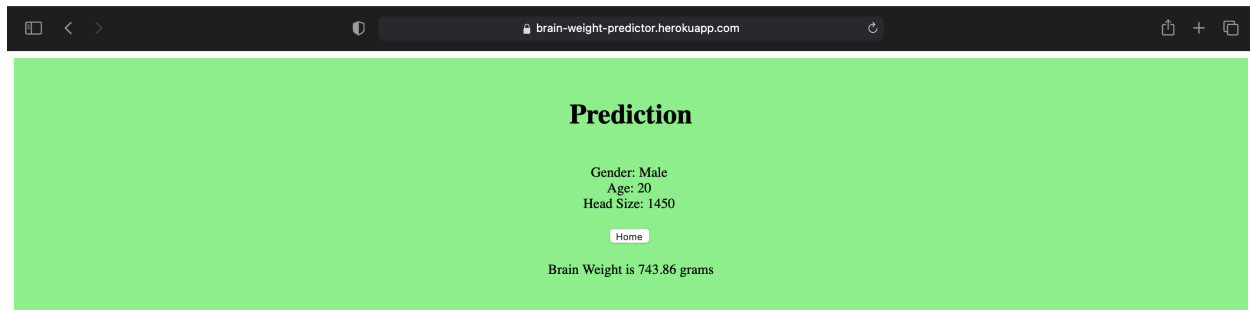 brain-weight-predictor.herokuapp.com
Prediction
Gender: Male
Age: 20
Head Size: 1450
Home
Brain Weight is 743.86 grams